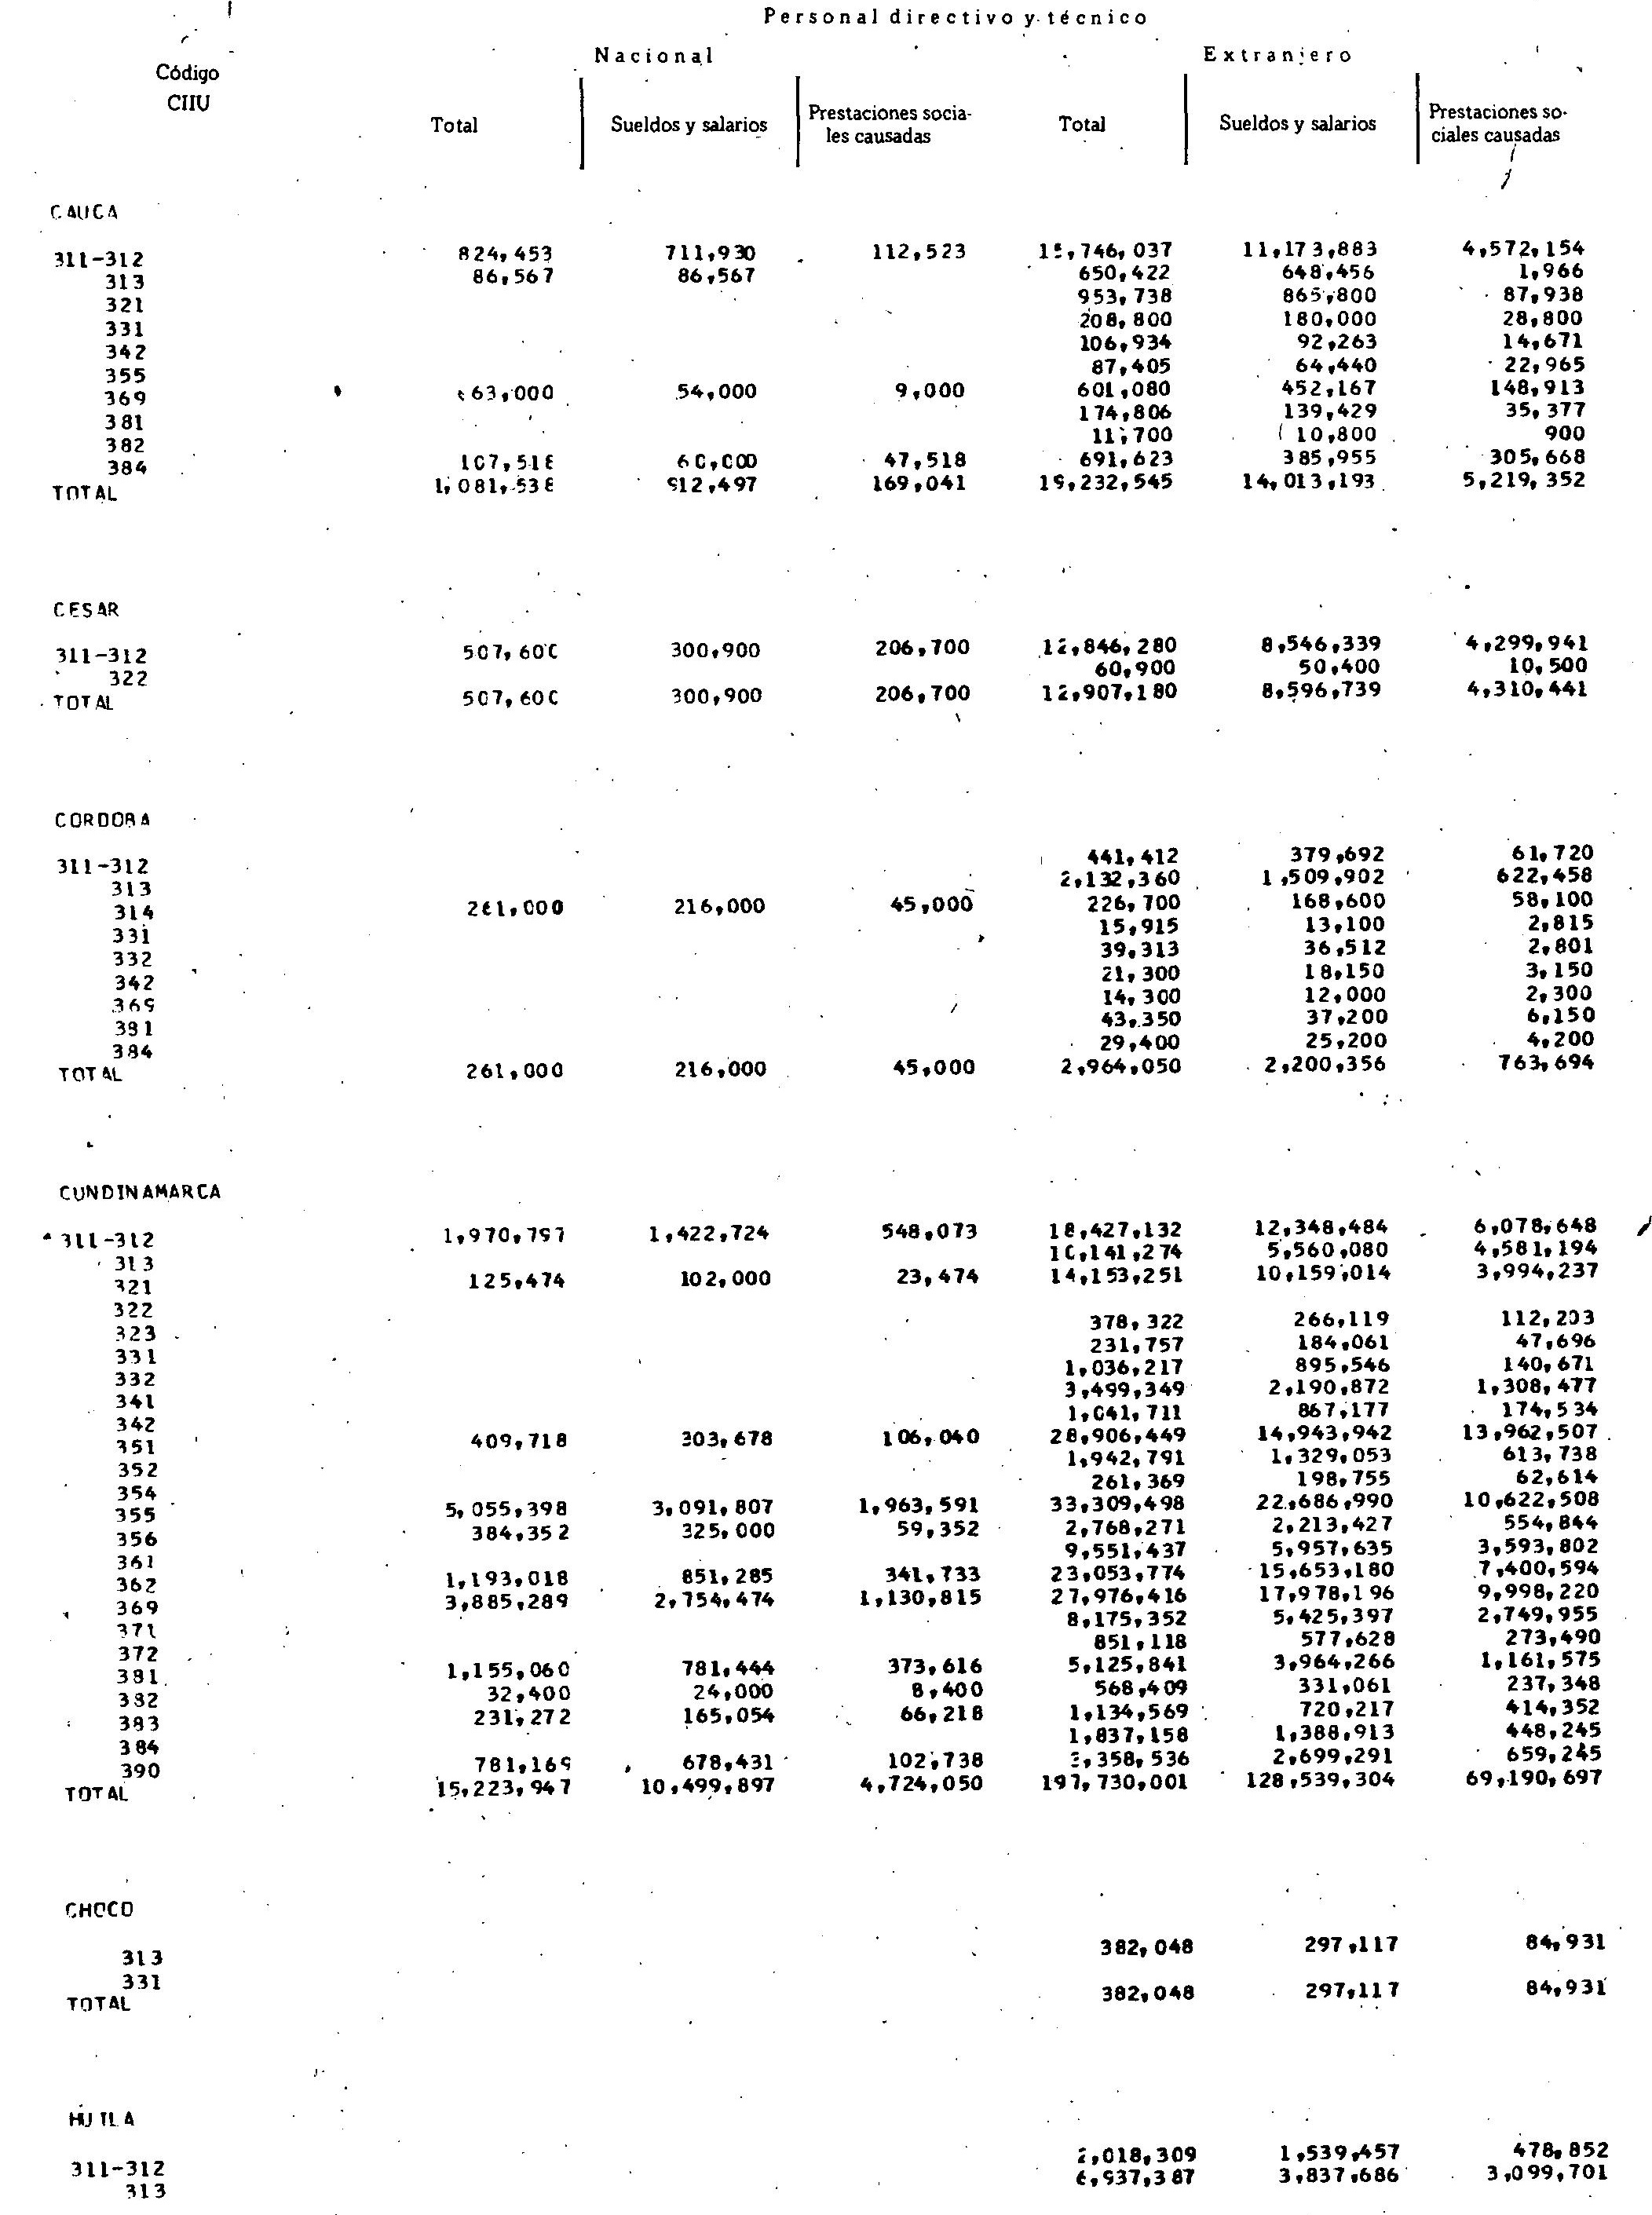 Personal directivo y técnico
Nacional Extranjero
Código CIIU Total Sueldos y salarios Prestaciones socia-les causadas Total Sueldos y salarios Prestaciones so-ciales causadas
CAUCA
311-312 824,453 711,930 112,523 15,746,037 11,173,883 4,572,154
313 86,567 86,567 650,422 648,456 1,966
321 953,738 865,800 87,938
331 208,800 180,000 28,800
342 106,934 92,263 14,671
355 87,405 64,440 22,965
369 63,000 54,000 9,000 601,080 452,167 148,913
381 174,806 139,429 35,377
382 11,700 10,800 900
384 107,518 60,000 47,518 691,623 385,955 305,668
TOTAL 1,081,538 912,497 169,041 19,232,545 14,013,193 5,219,352
CESAR
311-312 507,600 300,900 206,700 12,846,280 8,546,339 4,299,941
322 60,900 50,400 10,500
TOTAL 507,600 300,900 206,700 12,907,180 8,596,739 4,310,441
CORDOBA
311-312 441,412 379,692 61,720
313 2,132,360 1,509,902 622,458
314 261,000 216,000 45,000 226,700 168,600 58,100
331 15,915 13,100 2,815
332 39,313 36,512 2,801
342 21,300 18,150 3,150
369 14,300 12,000 2,300
381 43,350 37,200 6,150
384 29,400 25,200 4,200
TOTAL 261,000 216,000 45,000 2,964,050 2,200,356 763,694
CUNDINAMARCA
311-312 1,970,797 1,422,724 548,073 18,427,132 12,348,484 6,078,648
313 10,141,274 5,560,080 4,581,194
321 125,474 102,000 23,474 14,153,251 10,159,014 3,994,237
322
323 378,322 266,119 112,203
331 231,757 184,061 47,696
332 1,036,217 895,546 140,671
341 3,499,349 2,190,872 1,308,477
342 1,041,711 867,177 174,534
351 409,718 303,678 106,040 28,906,449 14,943,942 13,962,507
352 1,942,791 1,329,053 613,738
354 261,369 198,755 62,614
355 5,055,398 3,091,807 1,963,591 33,309,498 22,686,990 10,622,508
356 384,352 325,000 59,352 2,768,271 2,213,427 554,844
361 9,551,437 5,957,635 3,593,802
362 1,193,018 851,285 341,733 23,053,774 15,653,180 7,400,594
369 3,885,289 2,754,474 1,130,815 27,976,416 17,978,196 9,998,220
371 8,175,352 5,425,397 2,749,955
372 851,118 577,628 273,490
381 1,155,060 781,444 373,616 5,125,841 3,964,266 1,161,575
382 32,400 24,000 8,400 568,409 331,061 237,348
383 231,272 165,054 66,218 1,134,569 720,217 414,352
384 1,837,158 1,388,913 448,245
390 781,169 678,431 102,738 3,358,536 2,699,291 659,245
TOTAL 15,223,947 10,499,897 4,724,050 197,730,001 128,539,304 69,190,697
CHOCO
313 382,048 297,117 84,931
331
TOTAL 382,048 297,117 84,931
HUILA
311-312 2,018,309 1,539,457 478,852
313 6,937,387 3,837,686 3,099,701